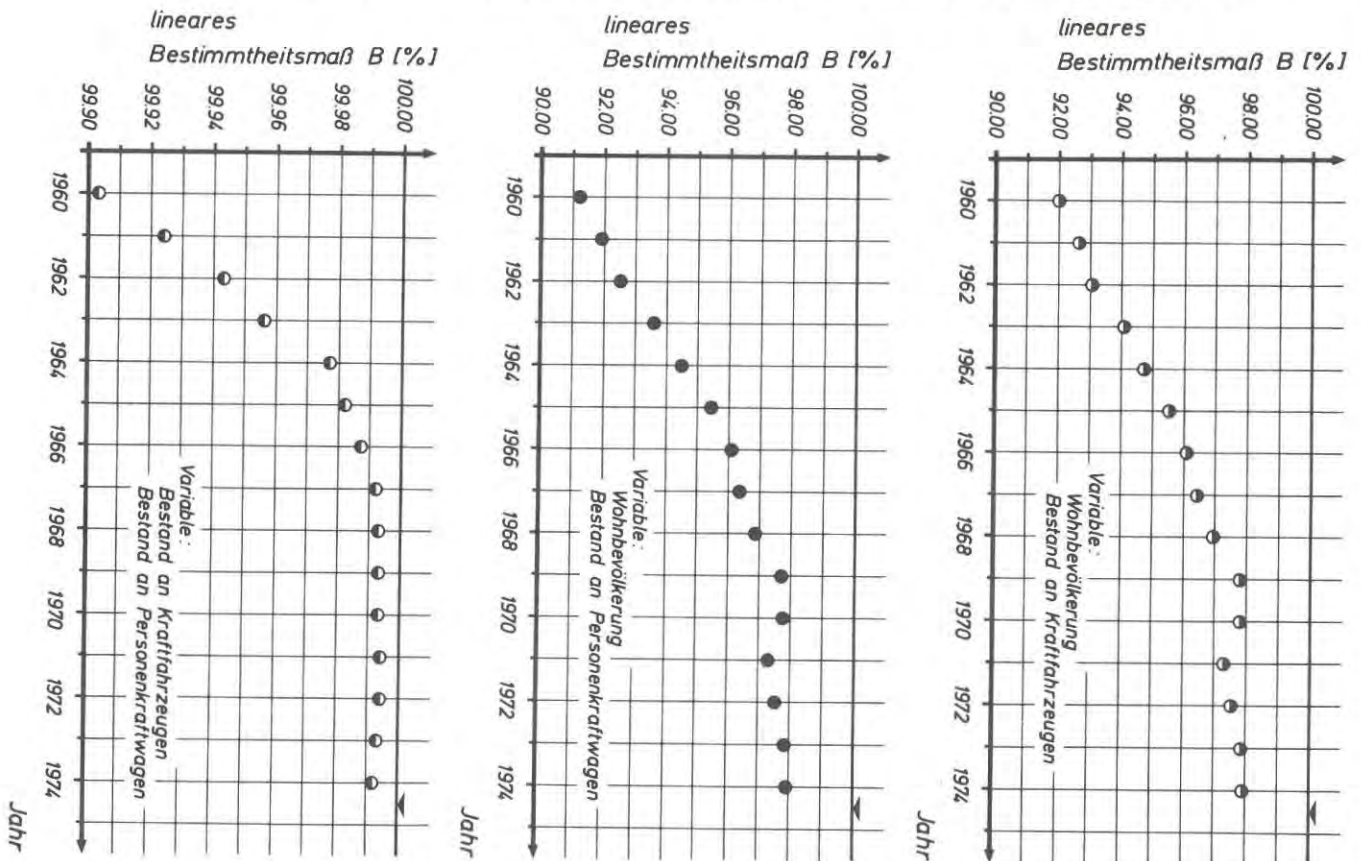 lineares
Bestimmtheitsmaß B [%]
99.90
99.92
99.94
99.96
99.98
100.00
1960
1962
1964
1966
1968
1970
1972
1974
Jahr
Variable:
Bestand an Kraftfahrzeugen
Bestand an Personenkraftwagen
lineares
Bestimmtheitsmaß B [%]
90.00
92.00
94.00
96.00
98.00
100.00
1960
1962
1964
1966
1968
1970
1972
1974
Jahr
Variable:
Wohnbevölkerung
Bestand an Personenkraftwagen
lineares
Bestimmtheitsmaß B [%]
90.00
92.00
94.00
96.00
98.00
100.00
1960
1962
1964
1966
1968
1970
1972
1974
Jahr
Variable:
Wohnbevölkerung
Bestand an Kraftfahrzeugen